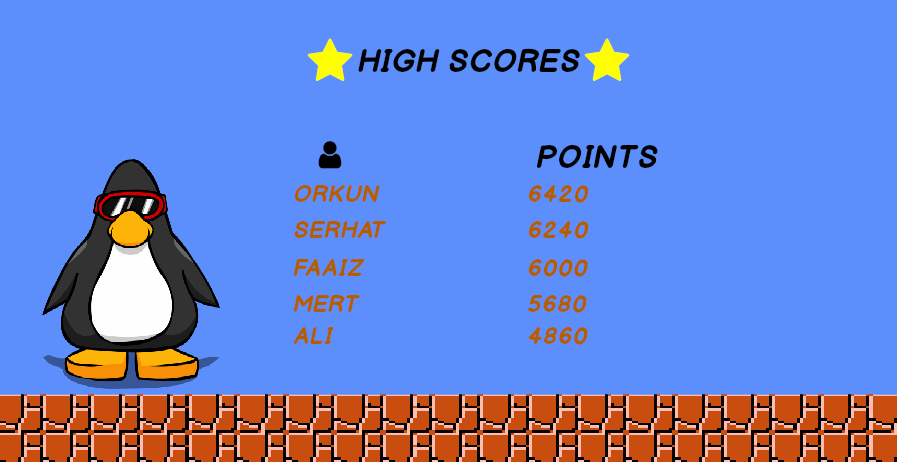 HIGH SCORES
POINTS
ORKUN 6420
SERHAT 6240
FAAIZ 6000
MERT 5680
ALI 4860